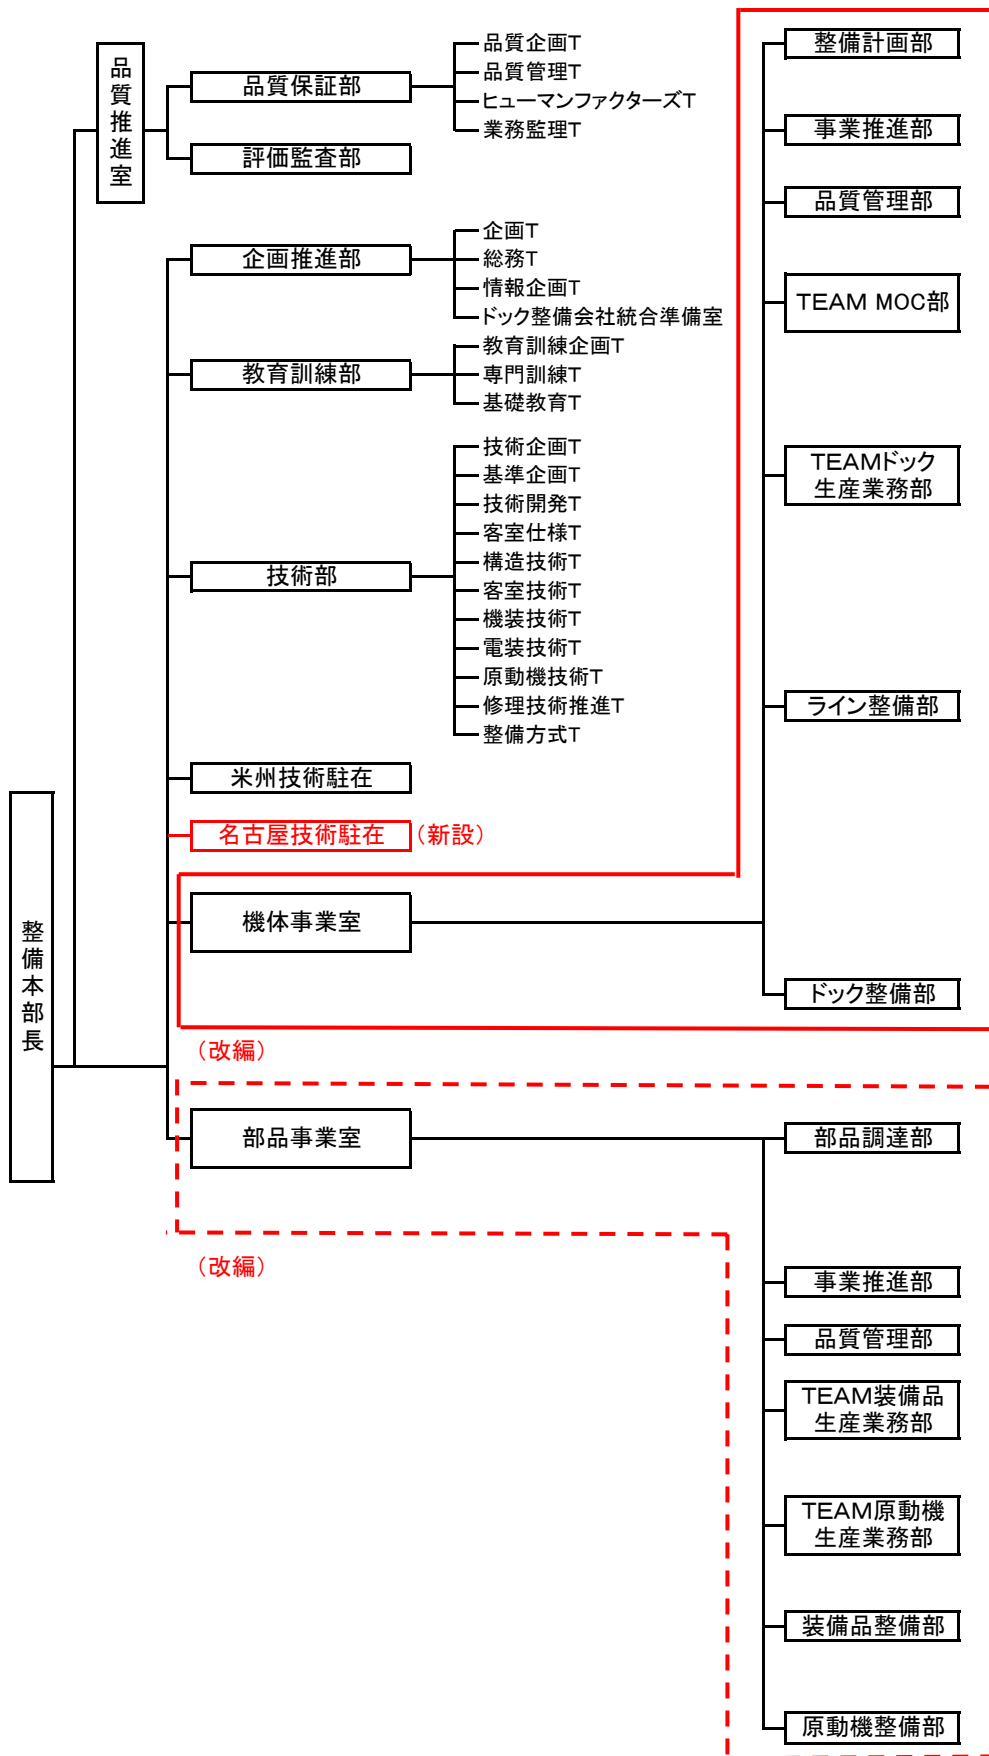 品質推進室
品質保証部
品質企画T
品質管理T
ヒューマンファクターズT
業務監理T
評価監査部
整備本部長
企画推進部
企画T
総務T
情報企画T
ドック整備会社統合準備室
教育訓練部
教育訓練企画T
専門訓練T
基礎教育T
技術部
技術企画T
基準企画T
技術開発T
客室仕様T
構造技術T
客室技術T
機装技術T
電装技術T
原動機技術T
修理技術推進T
整備方式T
米州技術駐在
名古屋技術駐在 (新設)
機体事業室
(改編)
整備計画部
事業推進部
品質管理部
TEAM MOC部
TEAMドック
生産業務部
ライン整備部
ドック整備部
部品事業室
(改編)
部品調達部
事業推進部
品質管理部
TEAM装備品
生産業務部
TEAM原動機
生産業務部
装備品整備部
原動機整備部